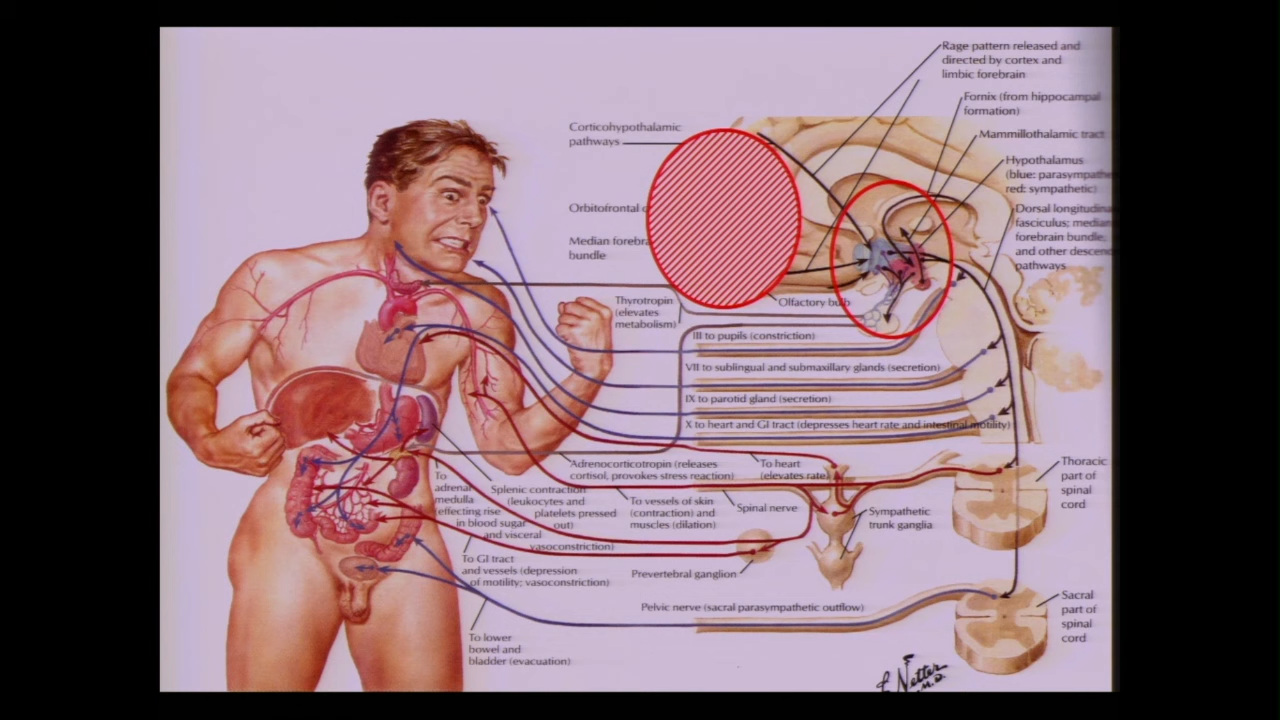 Rage pattern released and
directed by cortex and
limbic forebrain
Fornix (from hippocampal
formation)
Mammillothalamic tract
Hypothalamus
(blue: parasympathe
red: sympathetic)
Dorsal longitudina
fasciculus; median
forebrain bundle;
and other descend
pathways
Corticohypothalamic
pathways
Orbitofrontal
Median forebra
bundle
Thyrotropin
(elevates
metabolism)
Olfactory bulb
III to pupils (constriction)
VII to sublingual and submaxillary glands (secretion)
IX to parotid gland (secretion)
X to heart and GI tract (depresses heart rate and intestinal motility)
Adrenocorticotropin (releases
cortisol, provokes stress reaction)
To heart
(elevates rate)
To
adrenal
medulla
(effecting rise
in blood sugar
and visceral
vasoconstriction)
Splenic contraction
(leukocytes and
platelets pressed
out)
To vessels of skin
(contraction) and
muscles (dilation)
Spinal nerve
Sympathetic
trunk ganglia
Thoracic
part of
spinal
cord
To GI tract
and vessels (depression
of motility; vasoconstriction)
Prevertebral ganglion
Pelvic nerve (sacral parasympathetic outflow)
Sacral
part of
spinal
cord
To lower
bowel and
bladder (evacuation)
F. Netter
M.D.